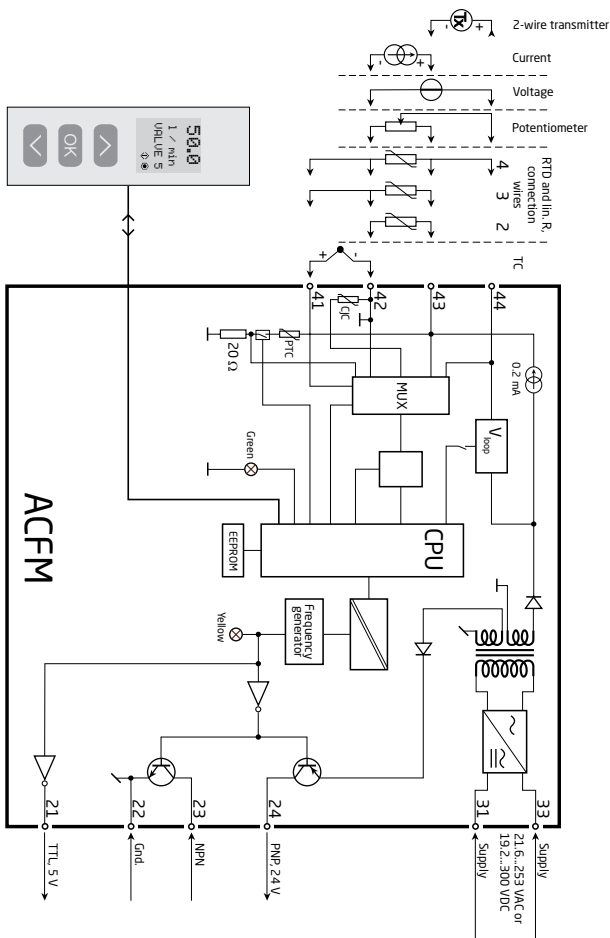 2-wire transmitter
Tx
+
-
Current
-
+
Voltage
Potentiometer
RTD and lin. R,
connection
wires
4
3
2
TC
+
-
50.0
1 / min
VALVE 5
OK
41
42
43
44
CJC
PTC
20 Ω
MUX
0.2 mA
Vloop
Green
CPU
EEPROM
ACFM
Yellow
Frequency
generator
21
22
23
24
31
33
TTL, 5 V
Gnd.
NPN
PNP, 24 V
Supply
Supply
21.6...253 VAC or
19.2...300 VDC